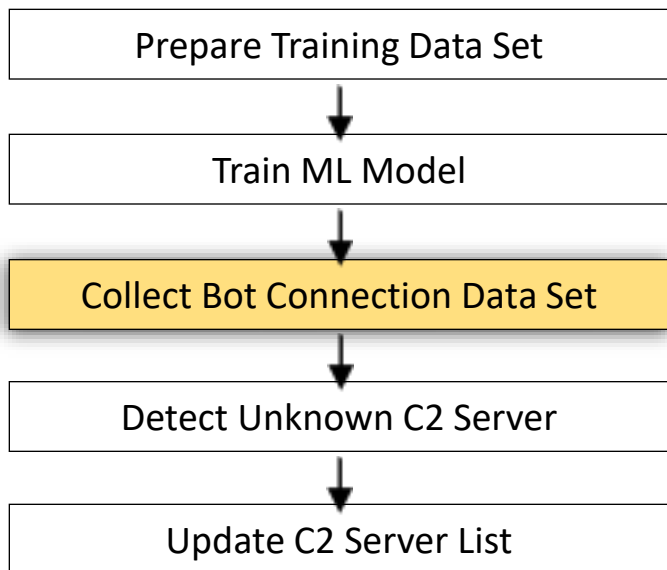 Prepare Training Data Set
Train ML Model
Collect Bot Connection Data Set
Detect Unknown C2 Server
Update C2 Server List